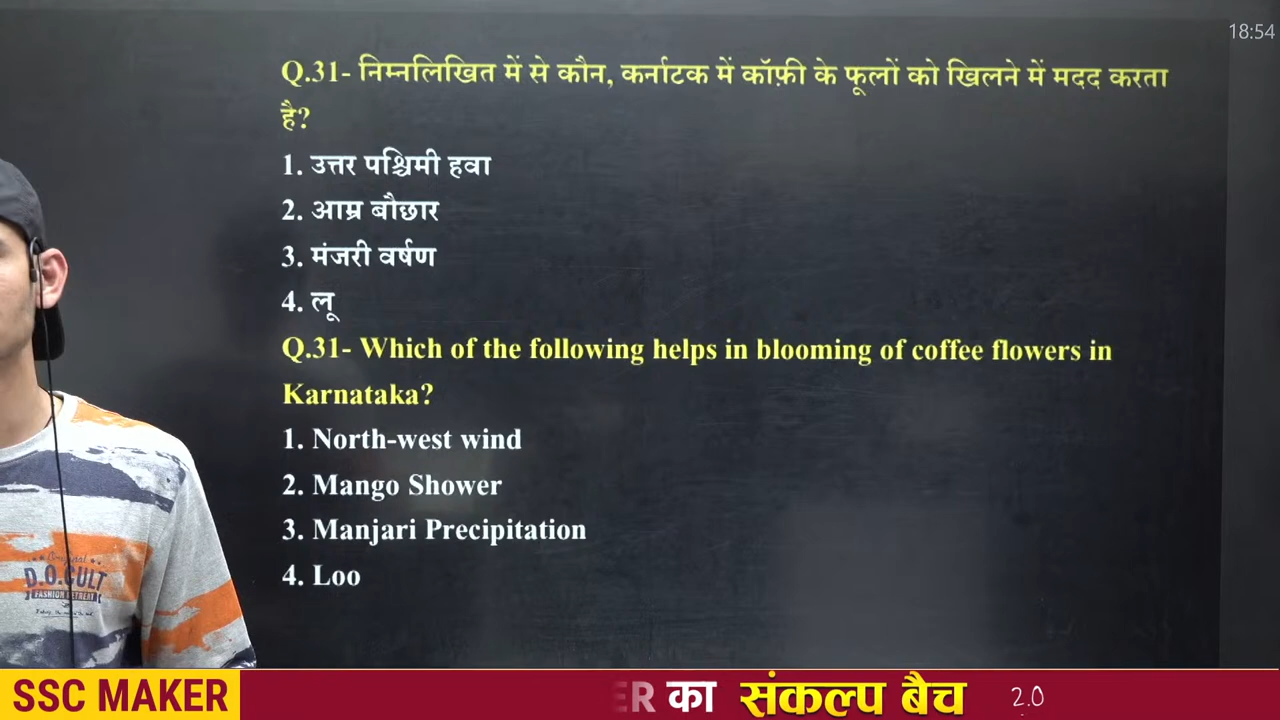 18:54
Q.31- निम्नलिखित में से कौन, कर्नाटक में कॉफ़ी के फूलों को खिलने में मदद करता
है?
1. उत्तर पश्चिमी हवा
2. आम्र बौछार
3. मंजरी वर्षण
4. लू
Q.31- Which of the following helps in blooming of coffee flowers in
Karnataka?
1. North-west wind
2. Mango Shower
3. Manjari Precipitation
4. Loo
Original
D.O.CULT
SSC MAKER
ER का संकल्प बैच 2.0